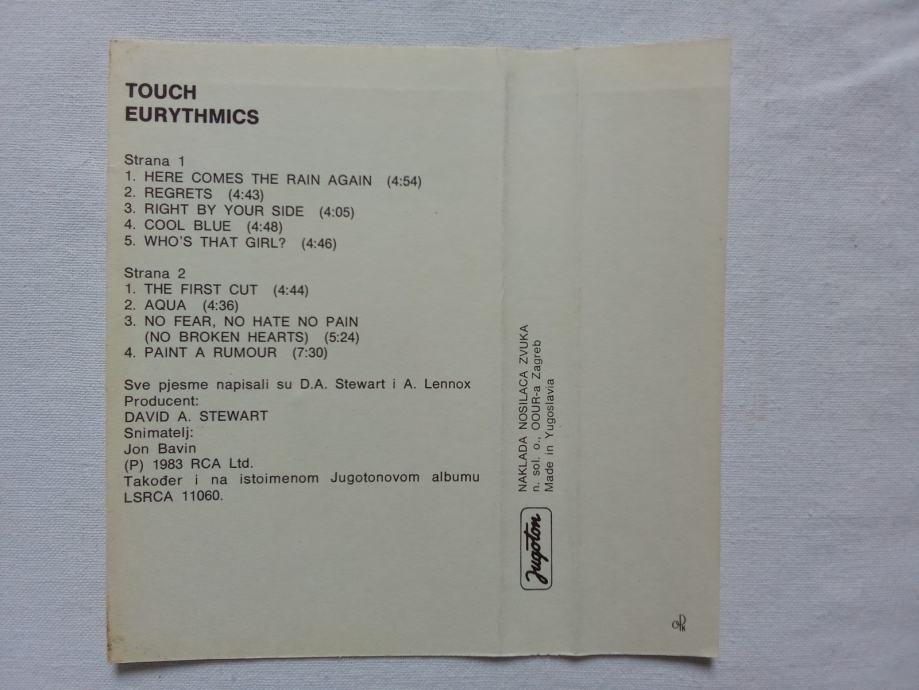 TOUCH
EURYTHMICS
Strana 1
1. HERE COMES THE RAIN AGAIN (4:54)
2. REGRETS (4:43)
3. RIGHT BY YOUR SIDE (4:05)
4. COOL BLUE (4:48)
5. WHO'S THAT GIRL? (4:46)
Strana 2
1. THE FIRST CUT (4:44)
2. AQUA (4:36)
3. NO FEAR, NO HATE NO PAIN
(NO BROKEN HEARTS) (5:24)
4. PAINT A RUMOUR (7:30)
Sve pjesme napisali su D.A. Stewart i A. Lennox
Producent:
DAVID A. STEWART
Snimatelj:
Jon Bavin
(P) 1983 RCA Ltd.
Također i na istoimenom Jugotonovom albumu
LSRCA 11060.
NAKLADA NOSILACA ZVUKA
n. sol. o., OOUR-a Zagreb
Made in Yugoslavia
Jugoton